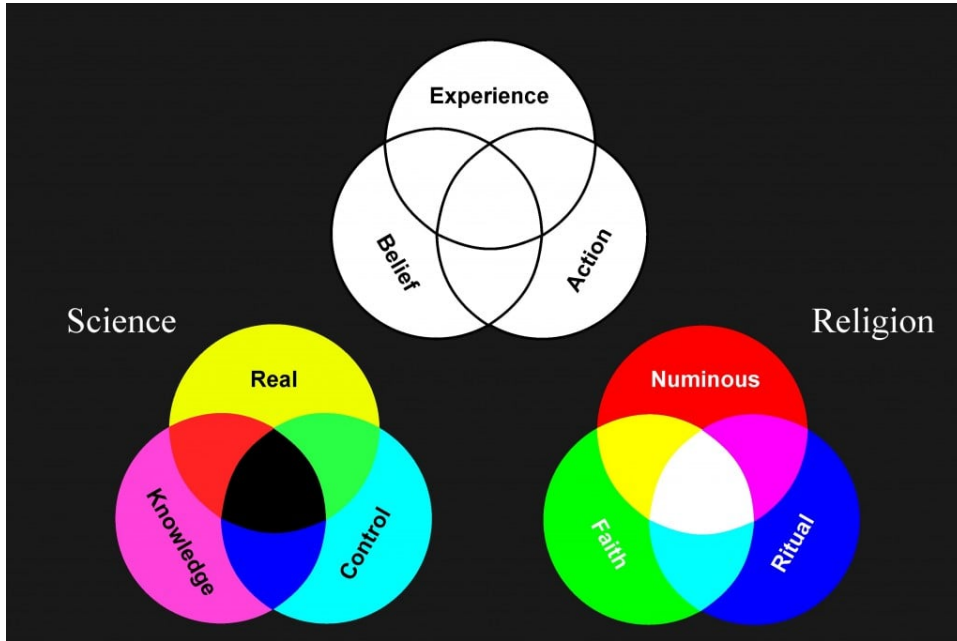 Experience
Belief
Action
Science
Religion
Real
Knowledge
Control
Numinous
Faith
Ritual